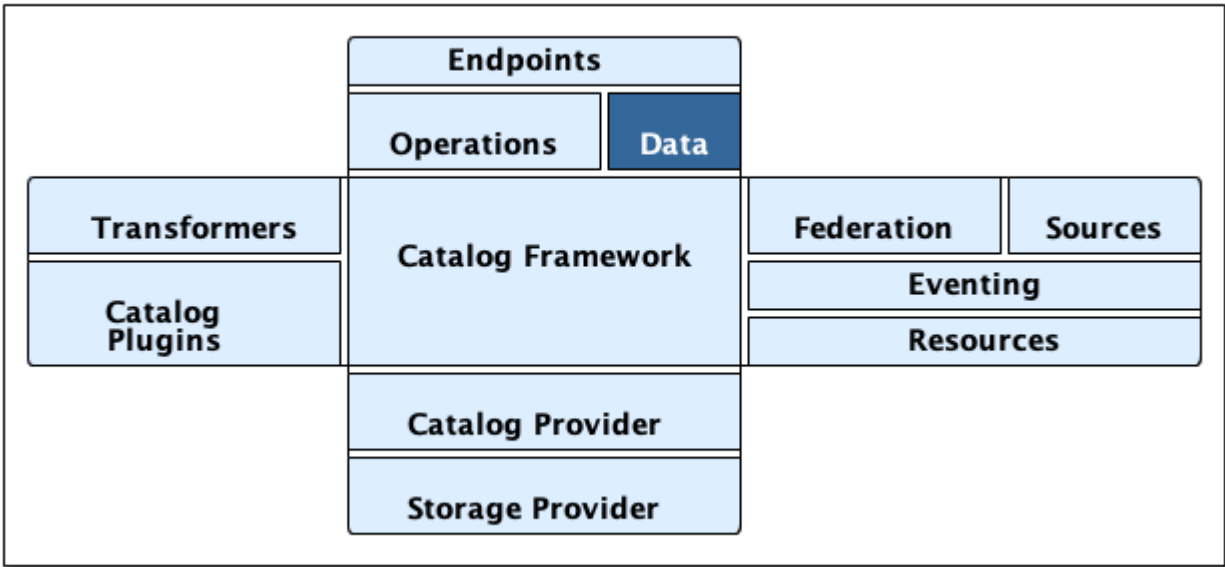 Endpoints
Operations
Data
Transformers
Catalog Framework
Federation
Sources
Eventing
Catalog
Plugins
Resources
Catalog Provider
Storage Provider